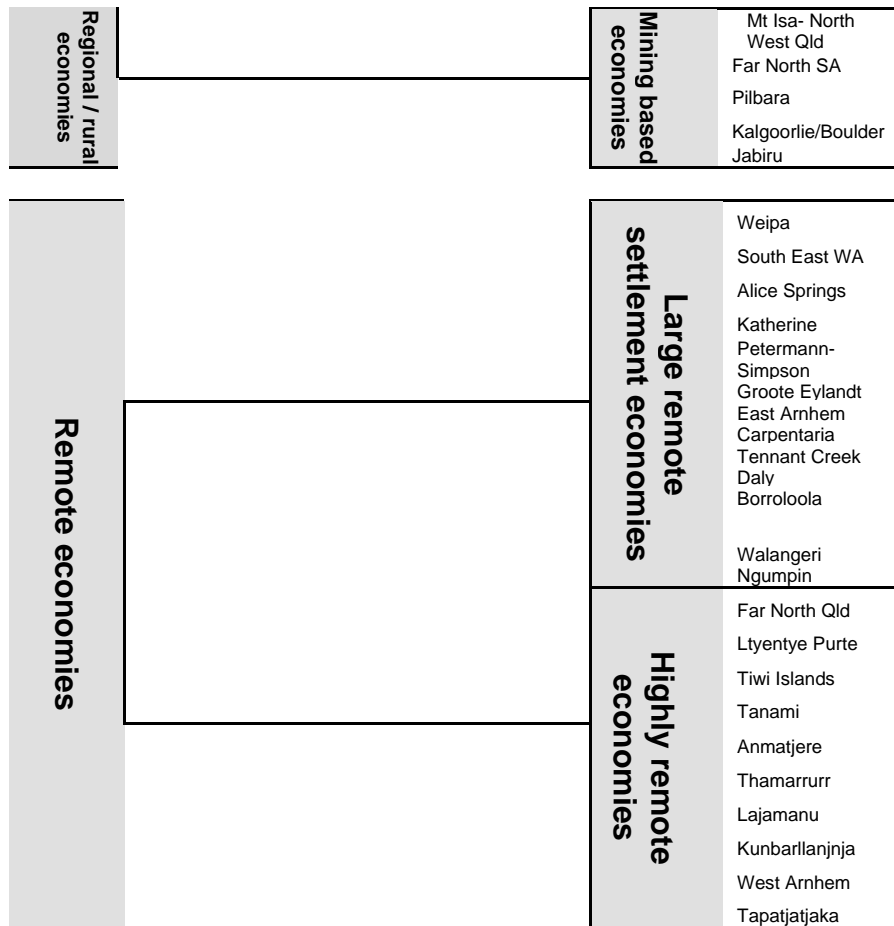 Regional / rural
economies
Mining based
economies
Mt Isa- North
West Qld
Far North SA
Pilbara
Kalgoorlie/Boulder
Jabiru
Remote economies
Large remote
settlement economies
Weipa
South East WA
Alice Springs
Katherine
Petermann-
Simpson
Groote Eylandt
East Arnhem
Carpentaria
Tennant Creek
Daly
Borroloola
Walangeri
Ngumpin
Highly remote
economies
Far North Qld
Ltyentye Purte
Tiwi Islands
Tanami
Anmatjere
Thamarrurr
Lajamanu
Kunbarllanjnja
West Arnhem
Tapatjatjaka